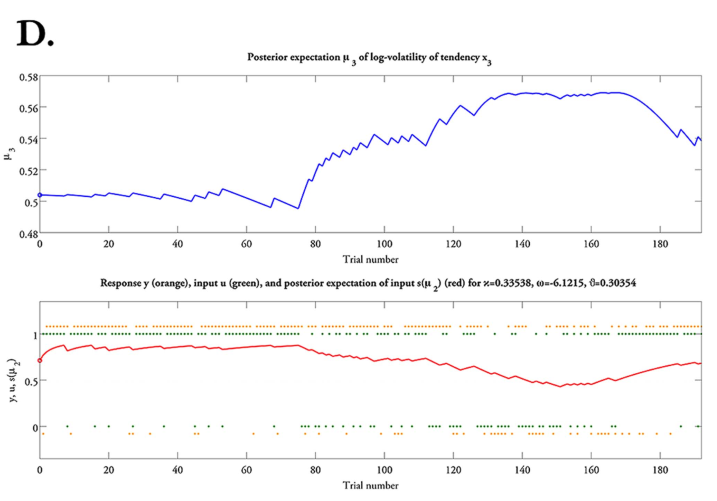 D.
Posterior expectation μ 3 of log-volatility of tendency x3
0.58
0.56
0.54
0.52
0.5
0.48
μ3
0 20 40 60 80 100 120 140 160 180
Trial number
Response y (orange), input u (green), and posterior expectation of input s(μ 2) (red) for ϰ=0.33538, ω=-6.1215, ϑ=0.30354
1
0.5
0
y, u, s(μ2)
0 20 40 60 80 100 120 140 160 180
Trial number